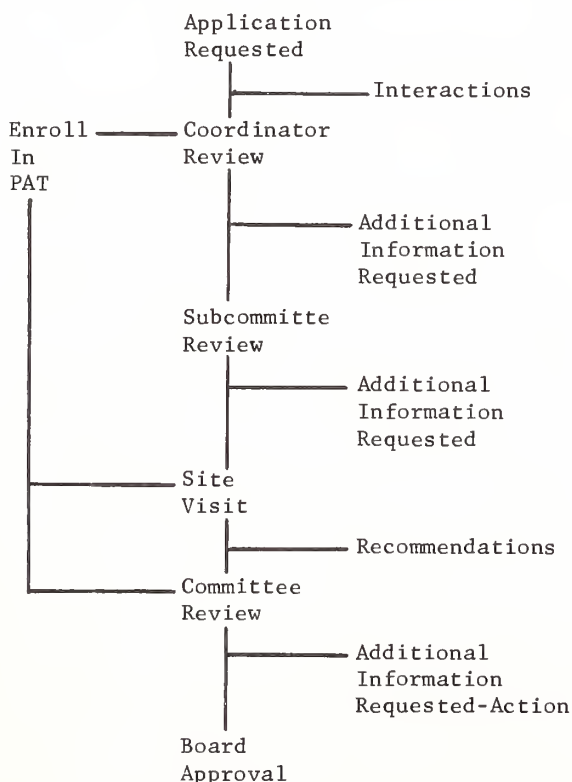 Application
Requested
Interactions
Enroll
In
PAT
Coordinator
Review
Additional
Information
Requested
Subcommitte
Review
Additional
Information
Requested
Site
Visit
Recommendations
Committee
Review
Additional
Information
Requested-Action
Board
Approval